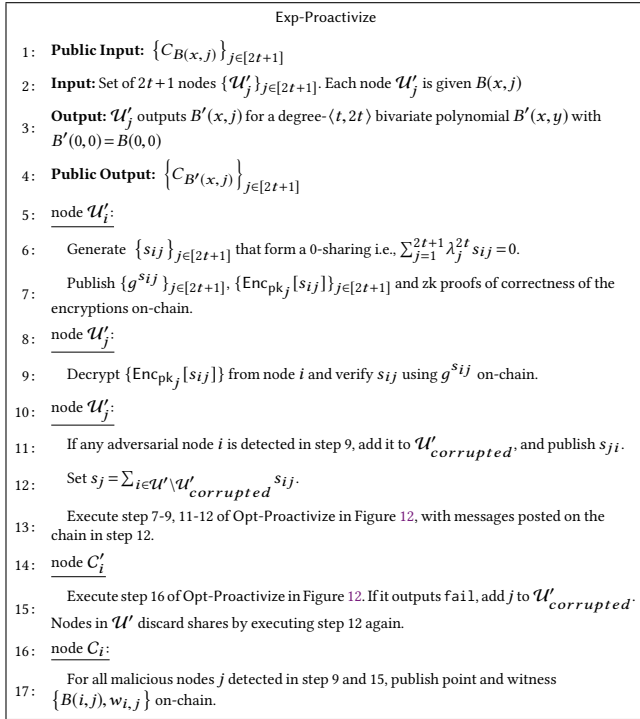 Exp-Proactivize
1: Public Input: {C_{B(x,j)}}_{j∈[2t+1]}
2: Input: Set of 2t+1 nodes {𝒰′_j}_{j∈[2t+1]}. Each node 𝒰′_j is given B(x,j)
3: Output: 𝒰′_j outputs B′(x,j) for a degree-⟨t,2t⟩ bivariate polynomial B′(x,y) with
B′(0,0)=B(0,0)
4: Public Output: {C_{B′(x,j)}}_{j∈[2t+1]}
5: node 𝒰′_i:
6: Generate {s_{ij}}_{j∈[2t+1]} that form a 0-sharing i.e., ∑_{j=1}^{2t+1} λ_j^{2t} s_{ij}=0.
7: Publish {g^{s_{ij}}}_{j∈[2t+1]}, {Enc_{pk_j}[s_{ij}]}_{j∈[2t+1]} and zk proofs of correctness of the
encryptions on-chain.
8: node 𝒰′_j:
9: Decrypt {Enc_{pk_j}[s_{ij}]} from node i and verify s_{ij} using g^{s_{ij}} on-chain.
10: node 𝒰′_j:
11: If any adversarial node i is detected in step 9, add it to 𝒰′_{corrupted}, and publish s_{ji}.
12: Set s_j=∑_{i∈𝒰′\𝒰′_{corrupted}} s_{ij}.
13: Execute step 7-9, 11-12 of Opt-Proactivize in Figure 12, with messages posted on the
chain in step 12.
14: node C′_i
15: Execute step 16 of Opt-Proactivize in Figure 12. If it outputs fail, add j to 𝒰′_{corrupted}.
Nodes in 𝒰′ discard shares by executing step 12 again.
16: node C_i:
17: For all malicious nodes j detected in step 9 and 15, publish point and witness
{B(i,j),w_{i,j}} on-chain.